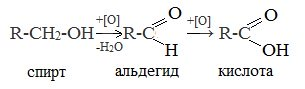 R-CH₂-OH +[O] -H₂O R-C O H +[O] R-C O OH
спирт альдегид кислота